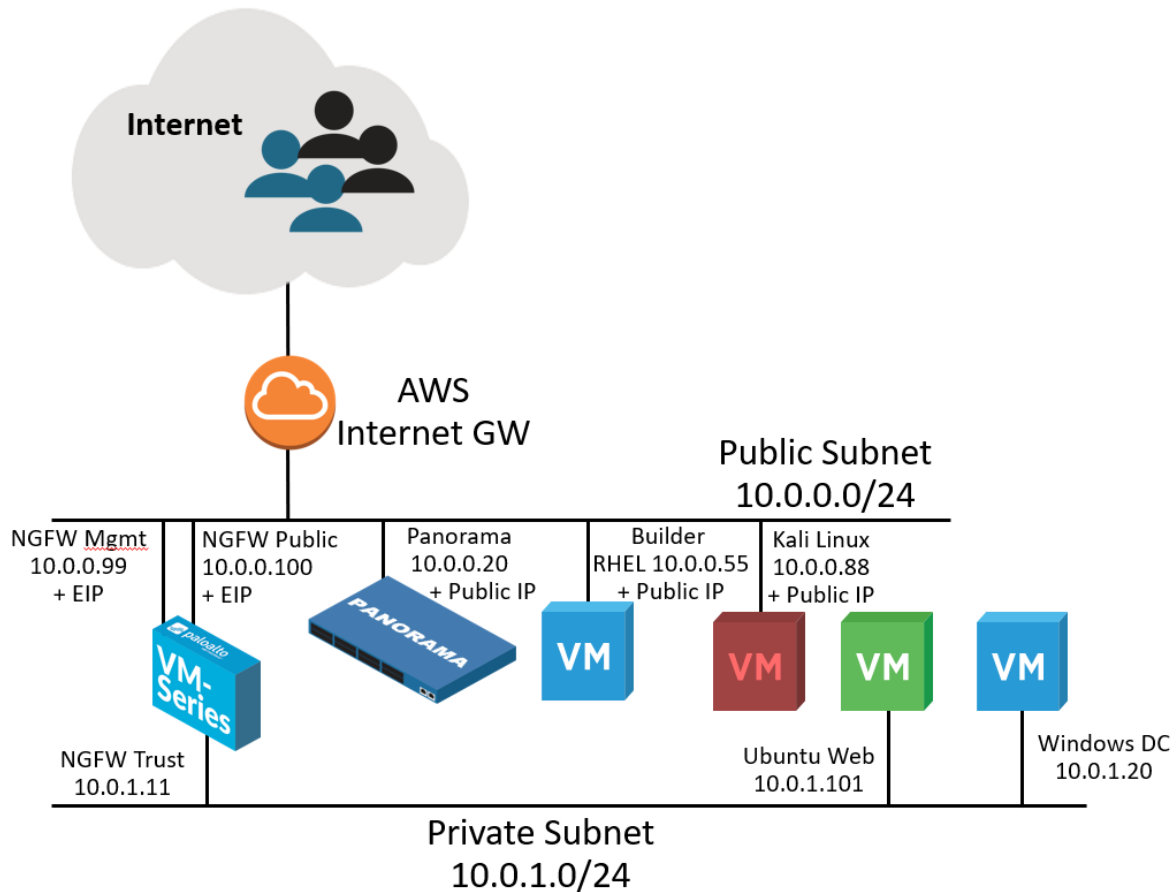 Internet
AWS
Internet GW
Public Subnet
10.0.0.0/24
NGFW Mgmt
10.0.0.99
+ EIP
NGFW Public
10.0.0.100
+ EIP
Panorama
10.0.0.20
+ Public IP
Builder
RHEL 10.0.0.55
+ Public IP
Kali Linux
10.0.0.88
+ Public IP
paloalto
VM-
Series
PANORAMA
VM
VM
VM
VM
NGFW Trust
10.0.1.11
Ubuntu Web
10.0.1.101
Windows DC
10.0.1.20
Private Subnet
10.0.1.0/24